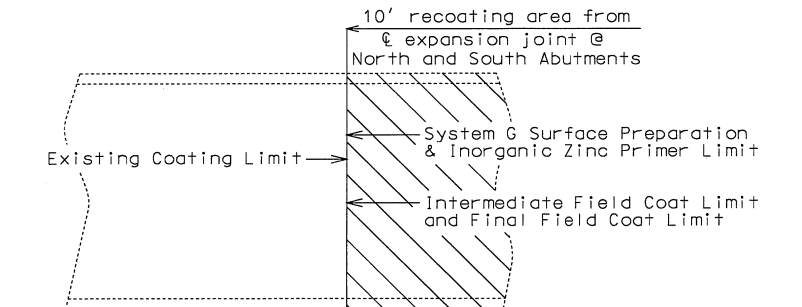 10' recoating area from
℄ expansion joint @
North and South Abutments
System G Surface Preparation
& Inorganic Zinc Primer Limit
Existing Coating Limit
Intermediate Field Coat Limit
and Final Field Coat Limit